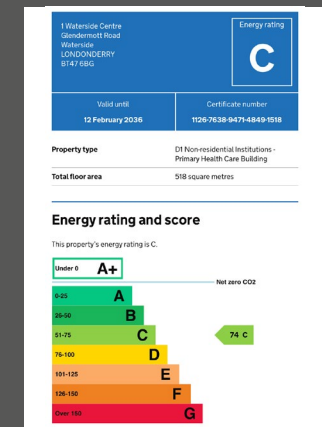 1 Waterside Centre
Glendermott Road
Waterside
LONDONDERRY
BT47 6BG
Energy rating
C
Valid until
12 February 2036
Certificate number
1126-7638-9471-4849-1518
Property type
D1 Non-residential Institutions -
Primary Health Care Building
Total floor area
518 square metres
Energy rating and score
This property's energy rating is C.
Under 0 A+
Net zero CO2
0-25 A
26-50 B
51-75 C
74 C
76-100 D
101-125 E
126-150 F
Over 150 G